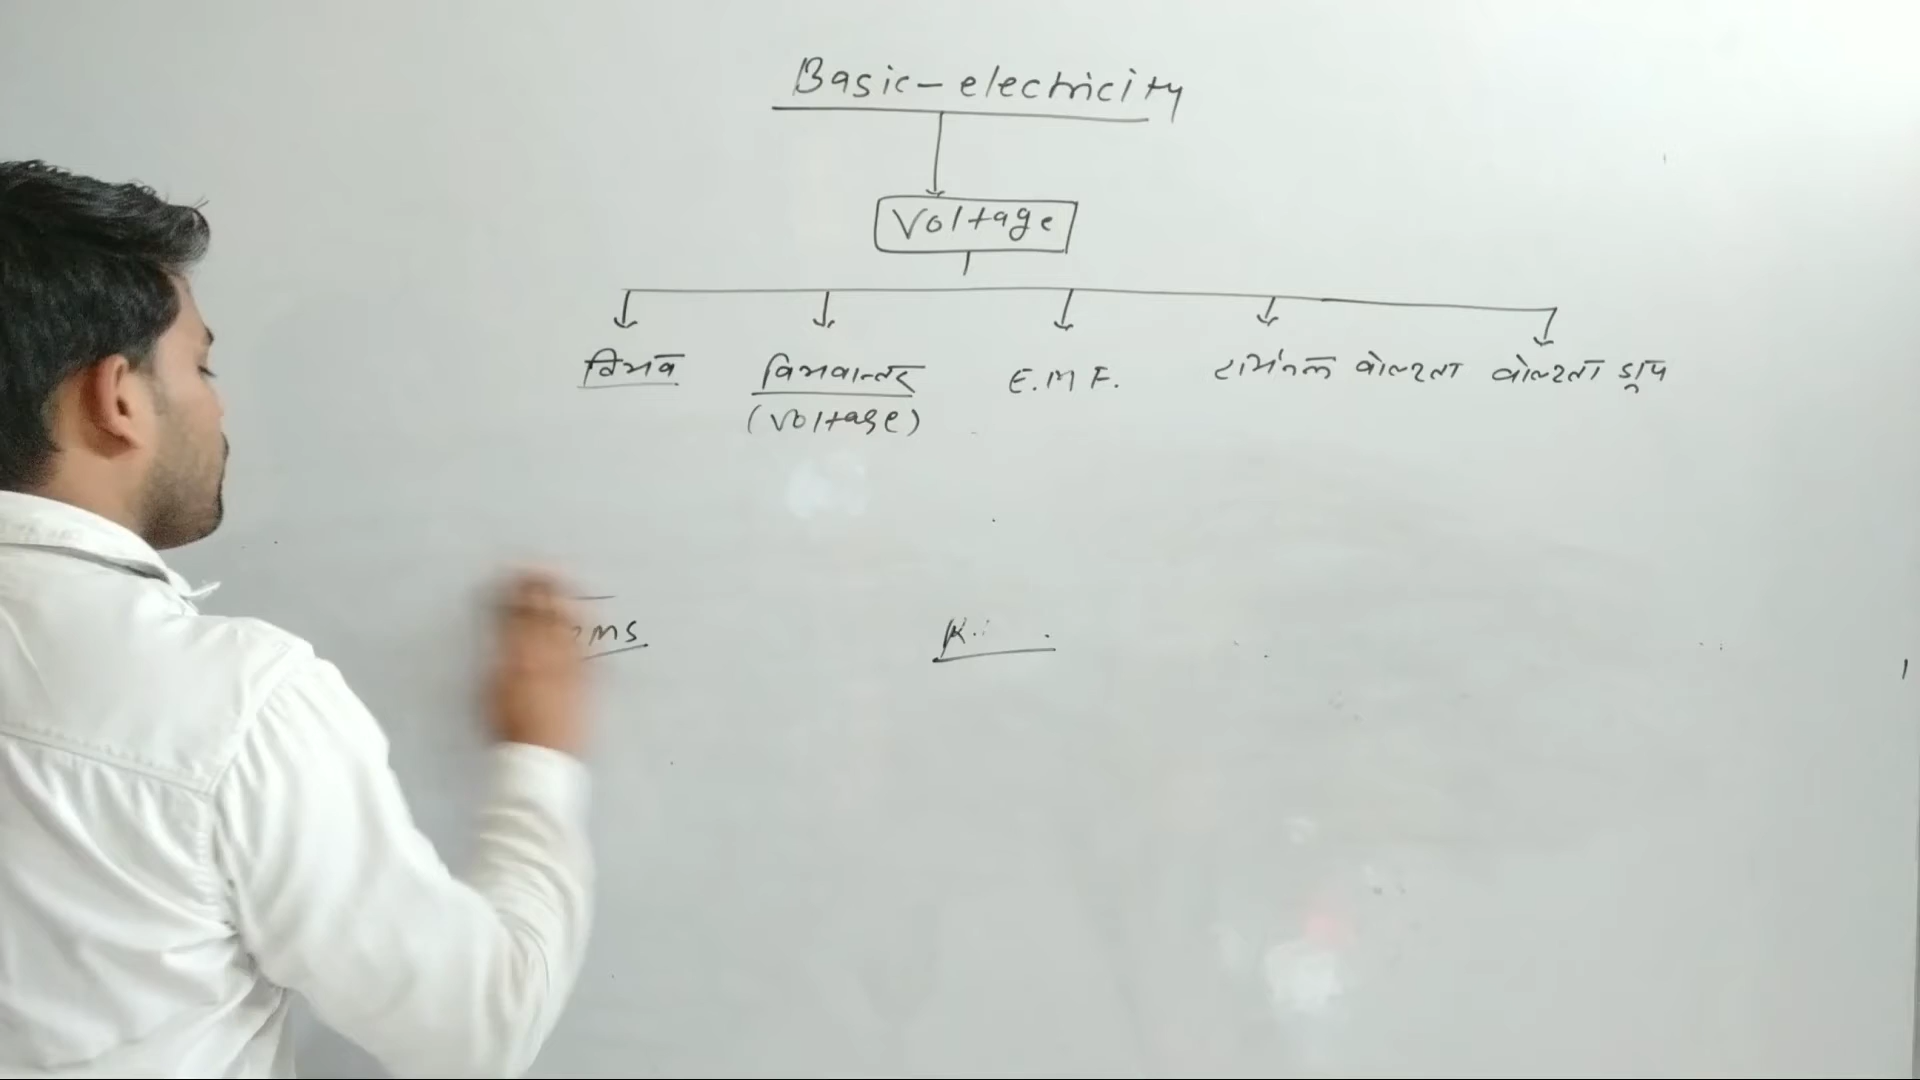 Basic-electricity
Voltage
विभव विभवान्तर E.M F. टर्मिनल वोल्टता वोल्टता ड्राप
(Voltage)